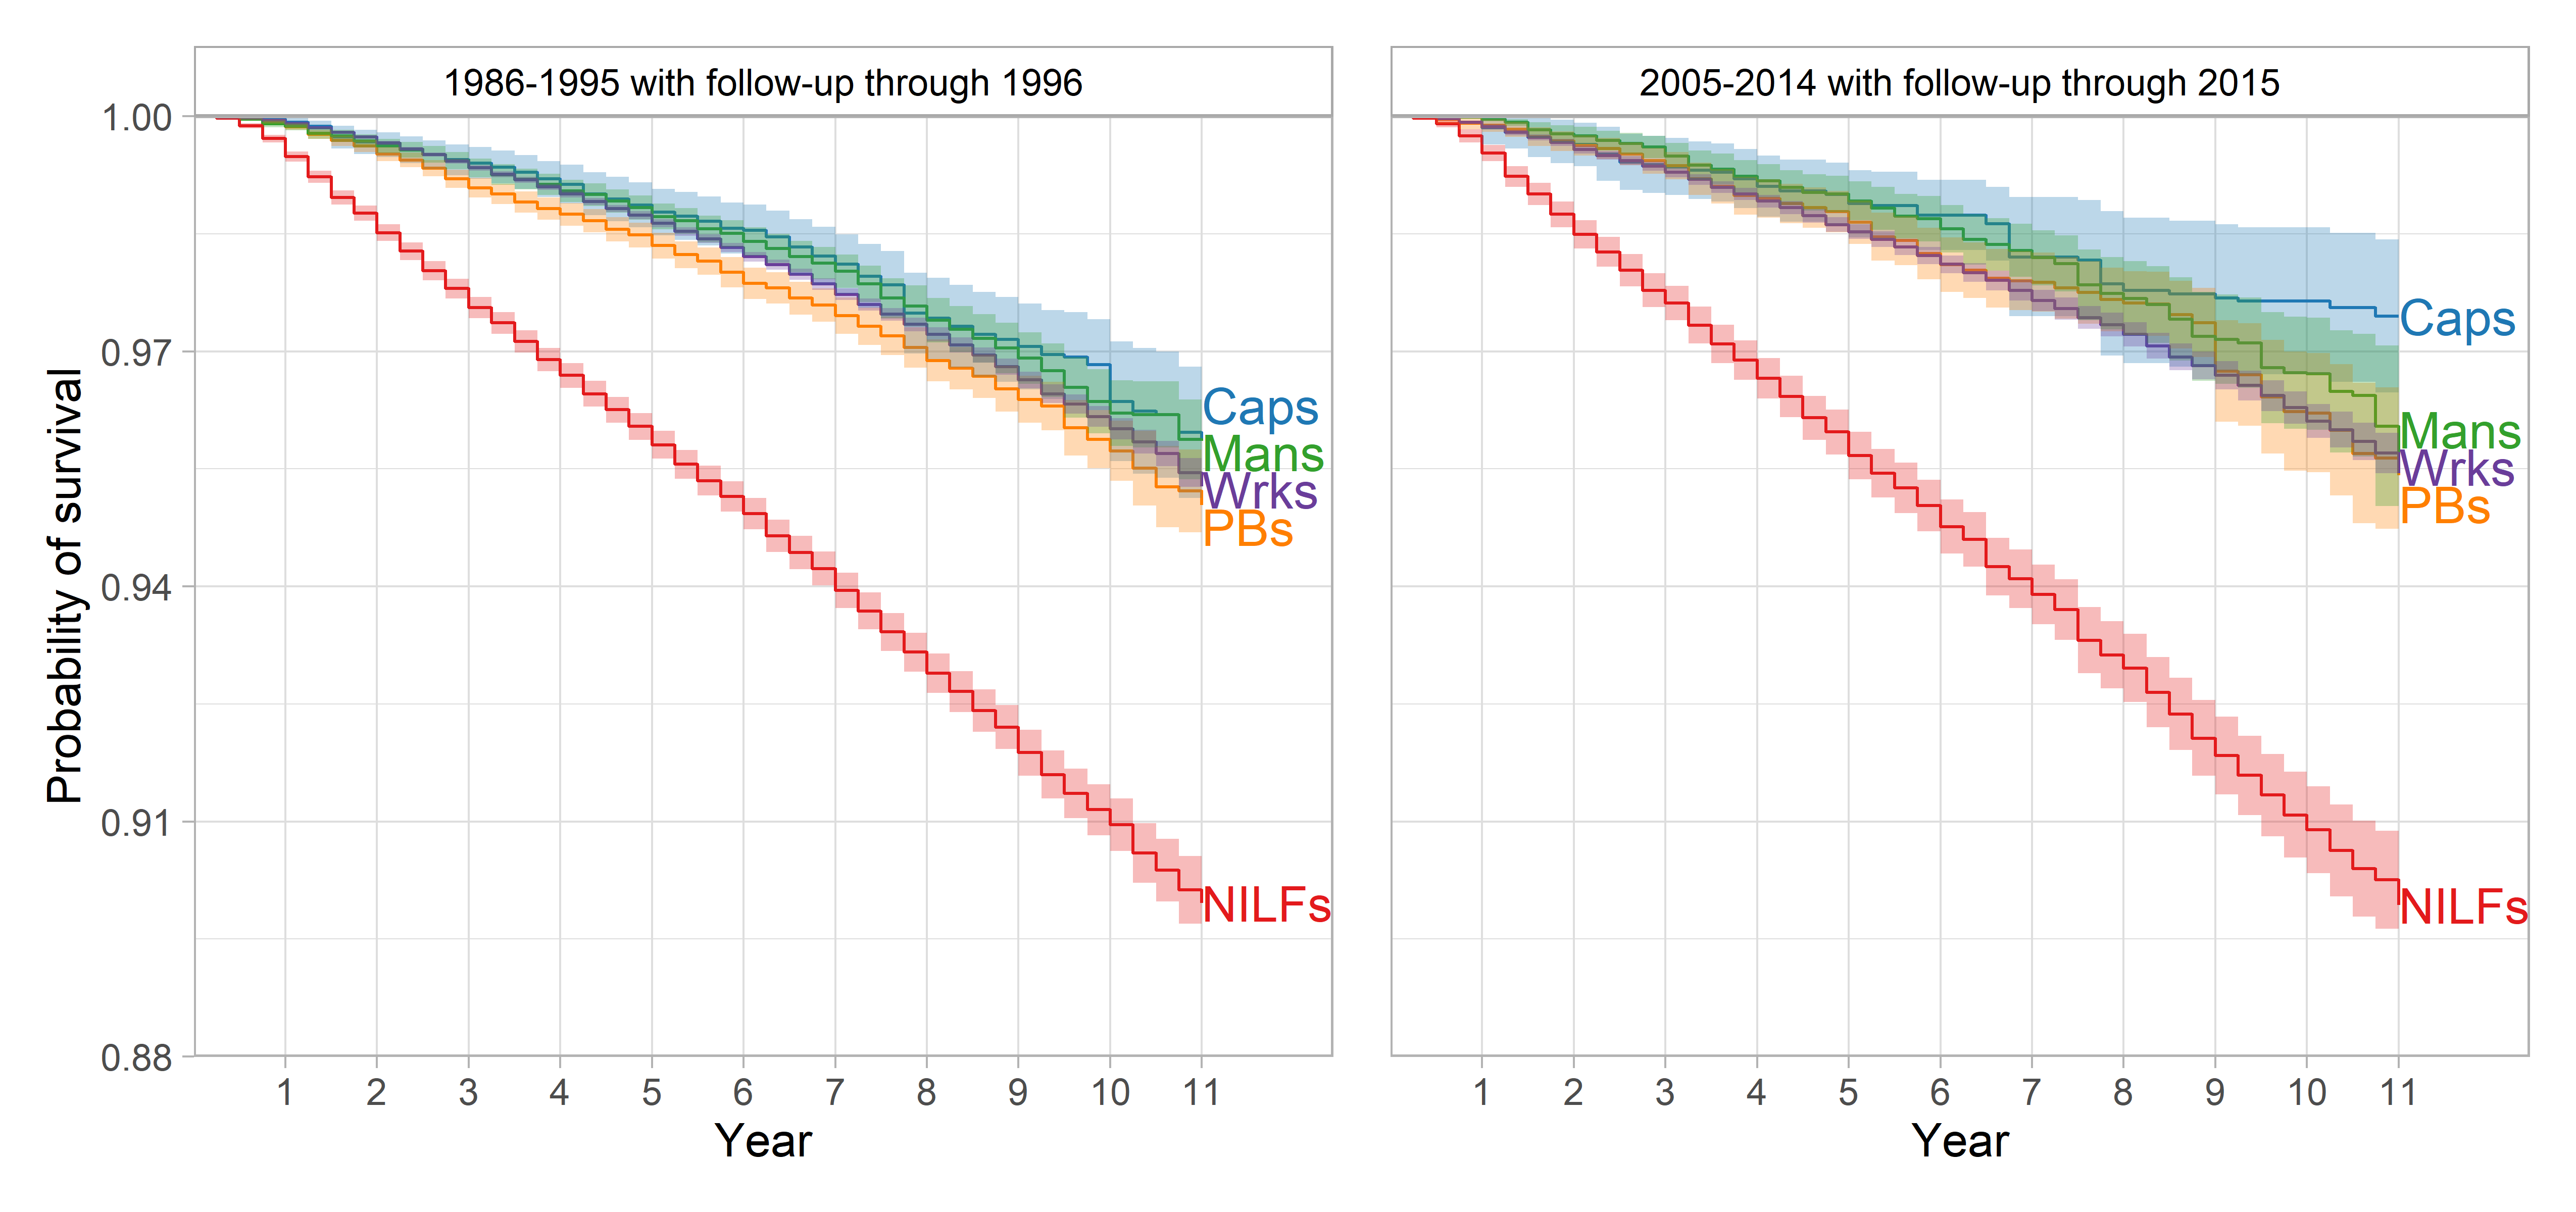 1986-1995 with follow-up through 1996
2005-2014 with follow-up through 2015
Probability of survival
1.00
0.97
0.94
0.91
0.88
Caps
Mans
Wrks
PBs
NILFs
Caps
Mans
Wrks
PBs
NILFs
1 2 3 4 5 6 7 8 9 10 11
1 2 3 4 5 6 7 8 9 10 11
Year
Year